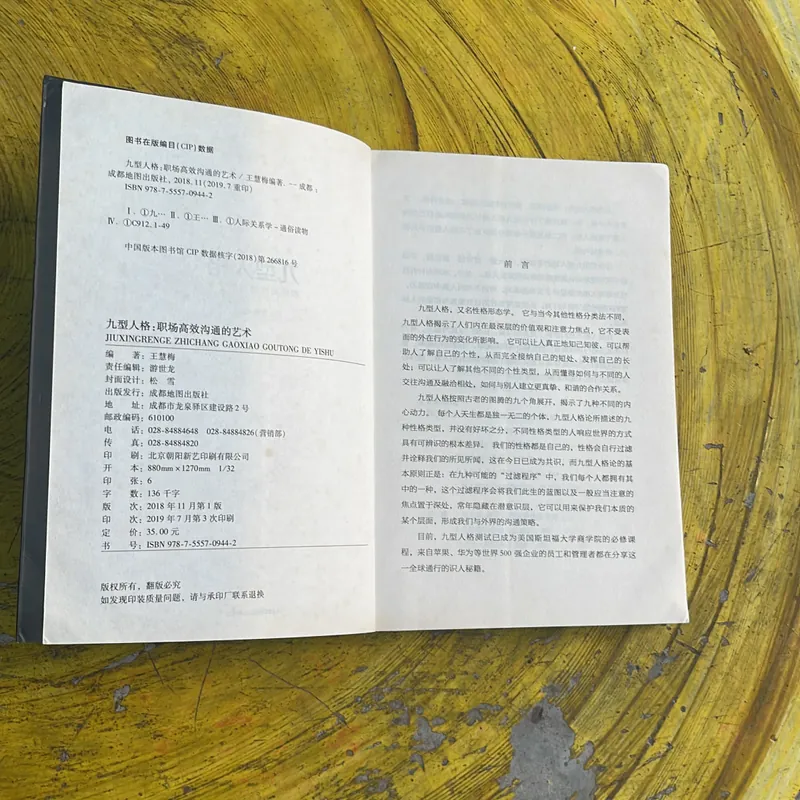 图书在版编目(CIP)数据
九型人格:职场高效沟通的艺术 / 王慧梅编著. -- 成都 :
成都地图出版社, 2018.11(2019.7 重印)
ISBN 978-7-5557-0944-2
Ⅰ. ①九… Ⅱ. ①王… Ⅲ. ①人际关系学-通俗读物
Ⅳ. ①C912.1-49
中国版本图书馆 CIP 数据核字(2018)第 266816 号
九型人格:职场高效沟通的艺术
JIUXINGRENGE ZHICHANG GAOXIAO GOUTONG DE YISHU
编 著: 王慧梅
责任编辑: 游世龙
封面设计: 松 雪
出版发行: 成都地图出版社
地 址: 成都市龙泉驿区建设路 2 号
邮政编码: 610100
电 话: 028-84884648 028-84884826(营销部)
传 真: 028-84884820
印 刷: 北京朝阳新艺印刷有限公司
开 本: 880mm×1270mm 1/32
印 张: 6
字 数: 136 千字
版 次: 2018 年 11 月第 1 版
印 次: 2019 年 7 月第 3 次印刷
定 价: 35.00 元
书 号: ISBN 978-7-5557-0944-2
版权所有, 翻版必究
如发现印装质量问题, 请与承印厂联系退换
前 言
九型人格, 又名性格形态学。 它与当今其他性格分类法不同,
九型人格揭示了人们内在最深层的价值观和注意力焦点, 它不受表
面的外在行为的变化所影响。 它可以让人真正地知己知彼, 可以帮
助人了解自己的个性, 从而完全接纳自己的短处、发挥自己的长
处; 可以让人了解其他不同的个性类型, 从而懂得如何与不同的人
交往沟通及融洽相处, 如何与别人建立更真挚、和谐的合作关系。
九型人格按照古老的图腾的九个角展开, 揭示了九种不同的内
心动力。 每个人天生都是独一无二的个体, 九型人格论所描述的九
种性格类型, 并没有好坏之分, 不同性格类型的人响应世界的方式
具有可辨识的根本差异。 我们的性格都是自己的, 性格会自行过滤
并诠释我们的所见所闻, 这在今日已成为共识, 而九型人格论的基
本原则正是: 在九种可能的“过滤程序”中, 我们每个人都拥有其
中的一种, 这个过滤程序会将我们此生的蓝图以及一般应当注意的
焦点置于深处, 常年隐藏在潜意识层, 它可以用来保护我们本质的
某个层面, 形成我们与外界的沟通策略。
目前, 九型人格测试已成为美国斯坦福大学商学院的必修课
程, 来自苹果、华为等世界 500 强企业的员工和管理者都在分享这
一全球通行的识人秘籍。